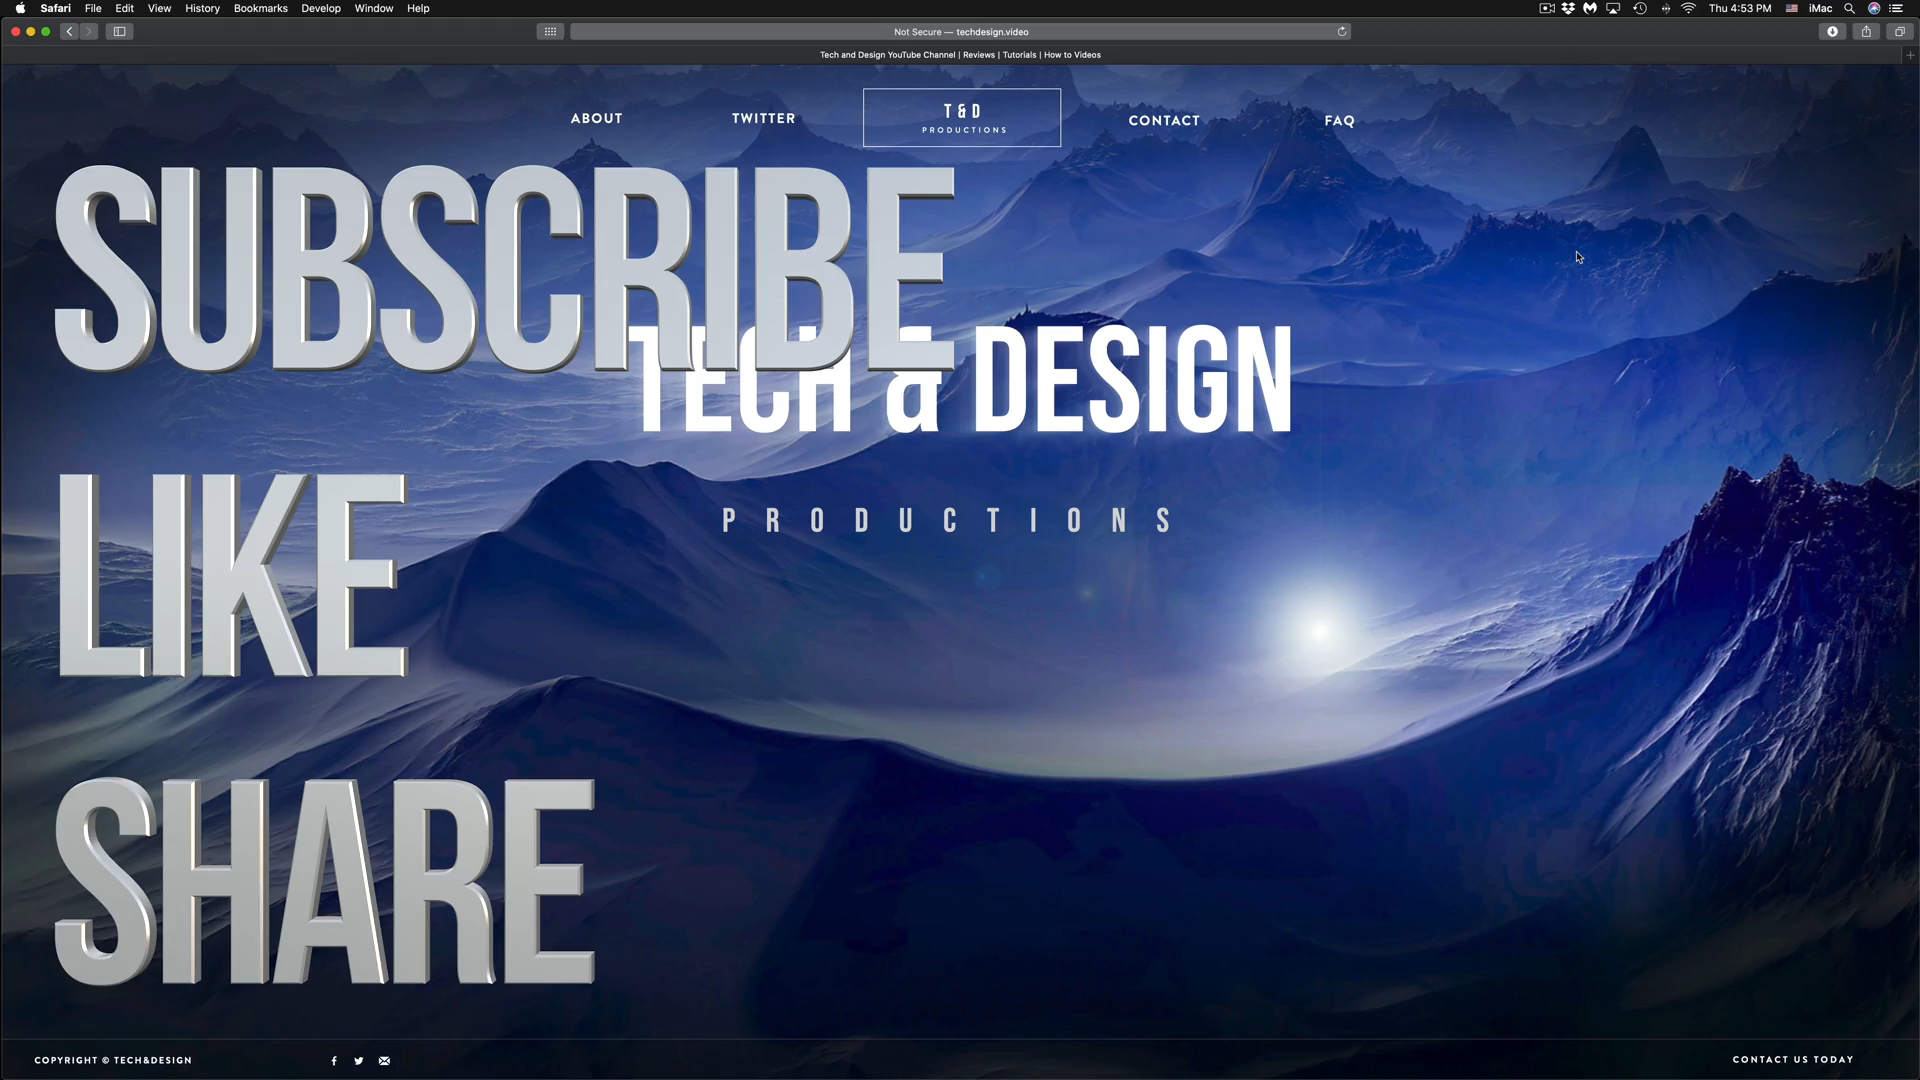 Safari File Edit View History Bookmarks Develop Window Help Thu 4:53 PM iMac
Not Secure — techdesign.video
Tech and Design YouTube Channel | Reviews | Tutorials | How to Videos
ABOUT TWITTER T&D CONTACT FAQ
PRODUCTIONS
SUBSCRIBE
TECH & DESIGN
LIKE
PRODUCTIONS
SHARE
COPYRIGHT © TECH&DESIGN CONTACT US TODAY